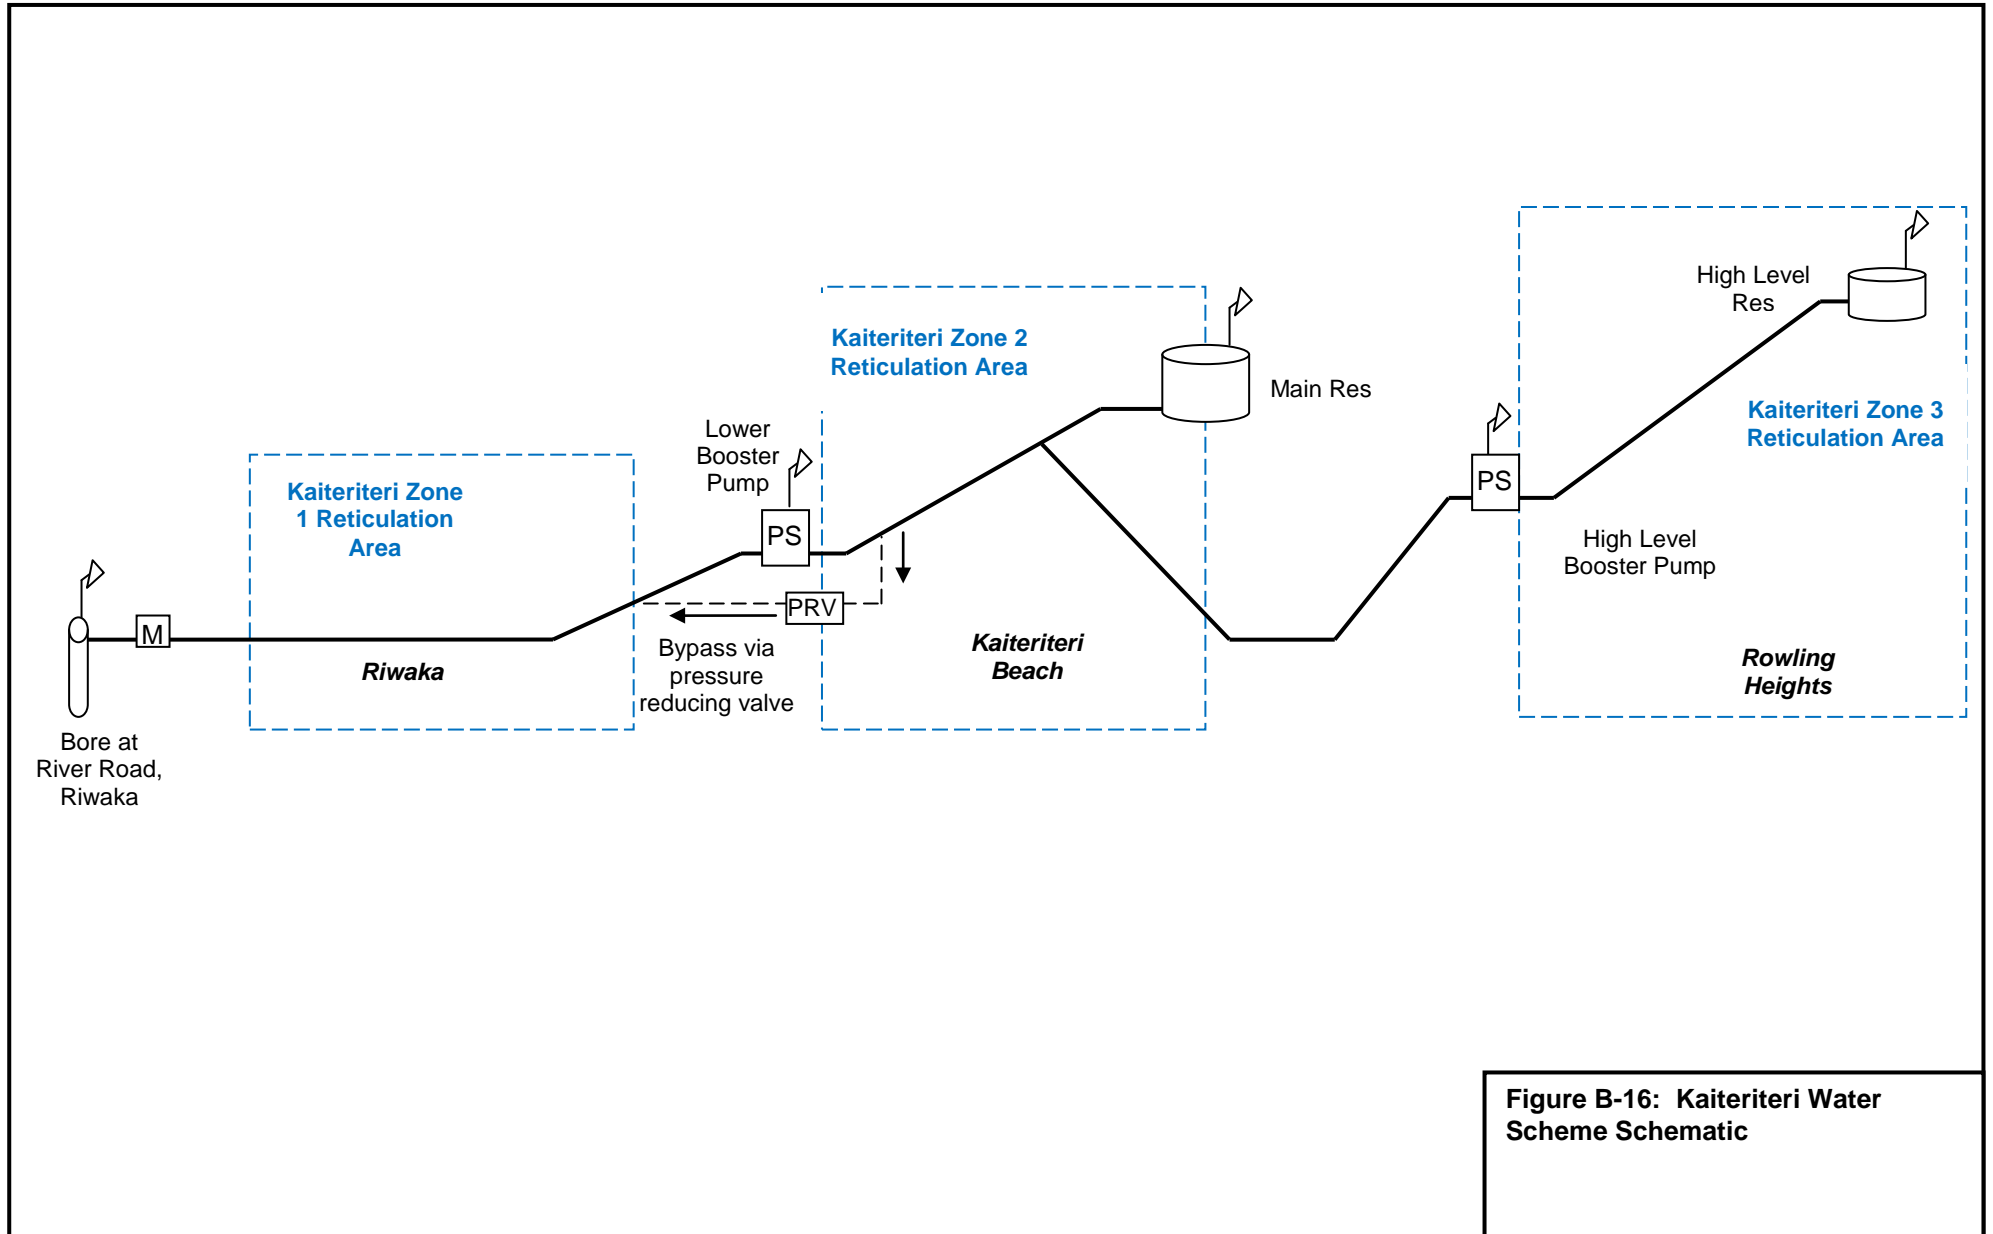 Kaiteriteri Zone
1 Reticulation
Area
Riwaka
M
Bore at
River Road,
Riwaka
Lower
Booster
Pump
PS
PRV
Bypass via
pressure
reducing valve
Kaiteriteri Zone 2
Reticulation Area
Main Res
Kaiteriteri
Beach
PS
High Level
Booster Pump
High Level
Res
Kaiteriteri Zone 3
Reticulation Area
Rowling
Heights
Figure B-16:  Kaiteriteri Water
Scheme Schematic